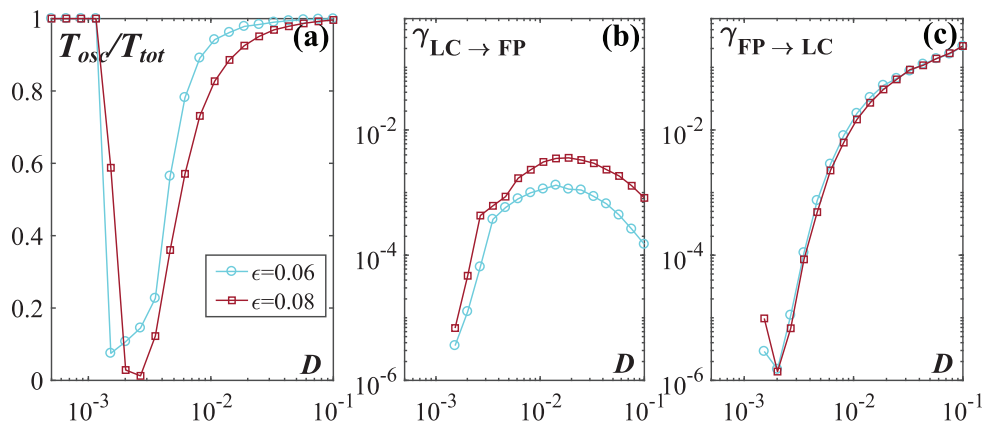 T_osc/T_tot (a)
1
0.8
0.6
0.4
0.2
0
ϵ=0.06
ϵ=0.08
D
10^-3 10^-2 10^-1
γ_LC → FP (b)
10^-2
10^-4
10^-6
D
10^-3 10^-2 10^-1
γ_FP → LC (c)
10^-2
10^-4
10^-6
D
10^-3 10^-2 10^-1